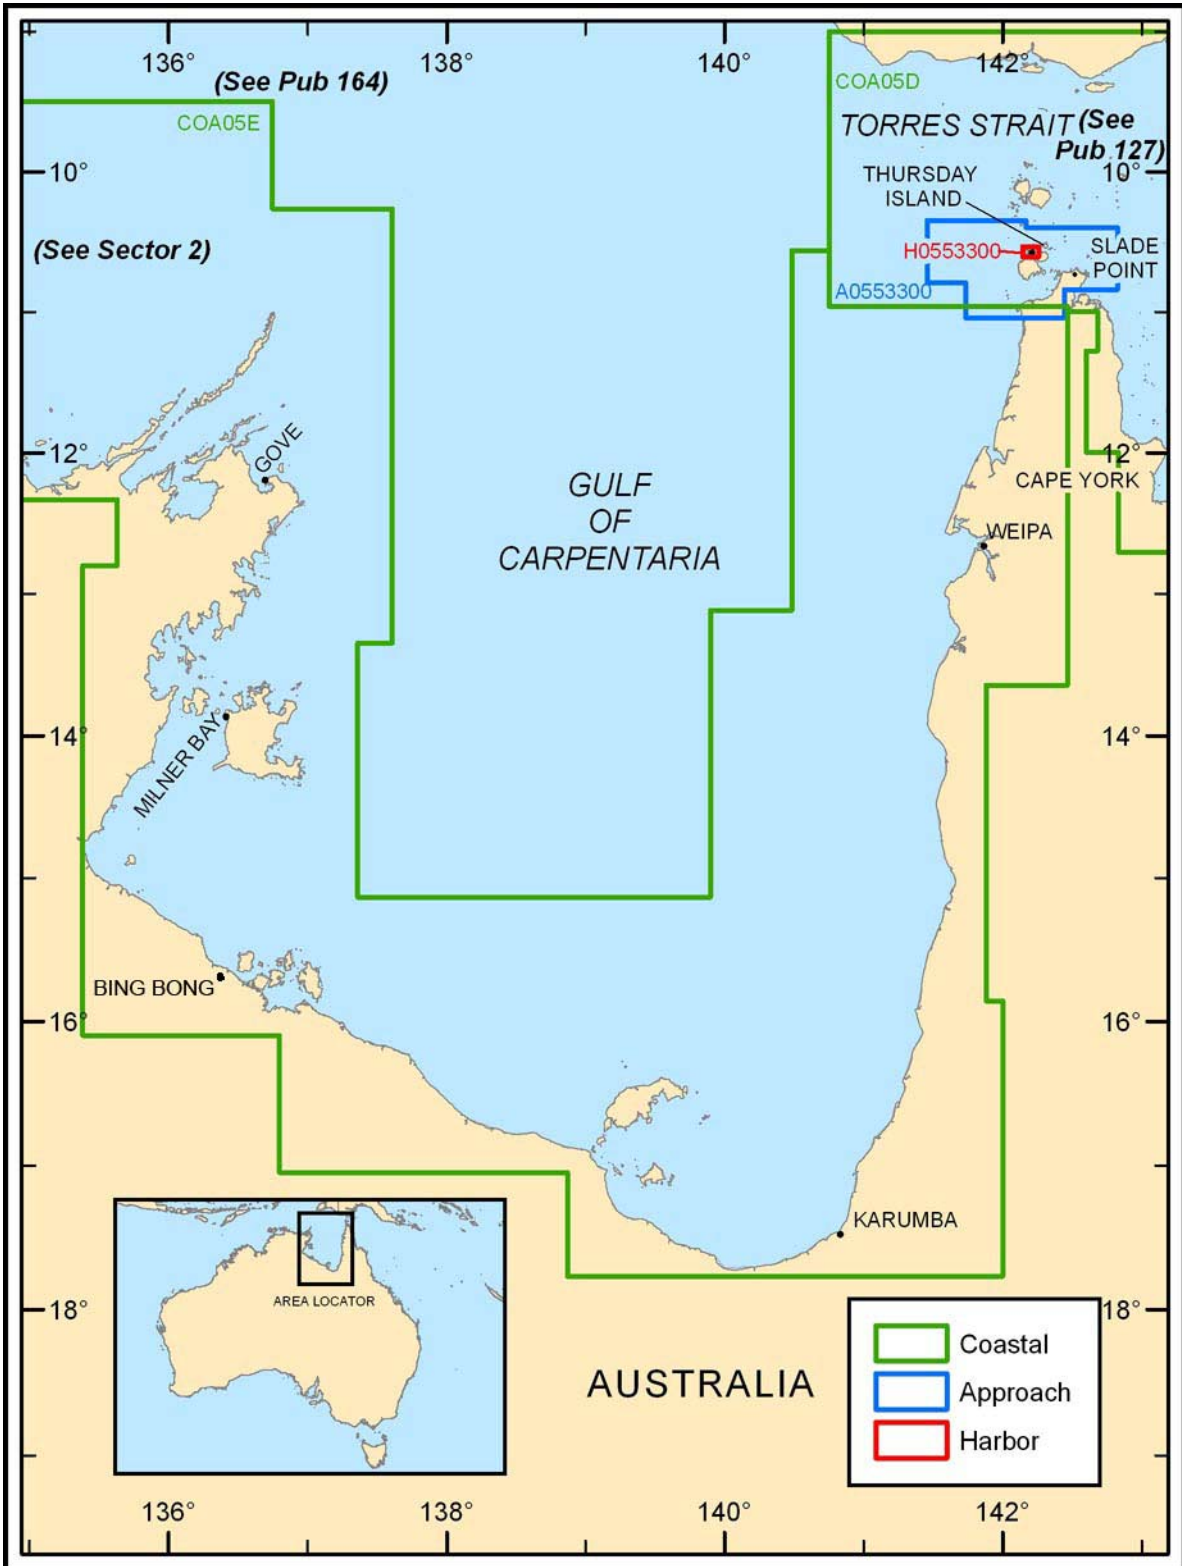 136°
138°
140°
142°
(See Pub 164)
COA05E
COA05D
TORRES STRAIT
(See
Pub 127)
10°
10°
THURSDAY
ISLAND
(See Sector 2)
H0553300
SLADE
POINT
A0553300
GOVE
12°
12°
GULF
OF
CARPENTARIA
CAPE YORK
WEIPA
14°
14°
MILNER BAY
BING BONG
16°
16°
KARUMBA
AREA LOCATOR
18°
18°
AUSTRALIA
Coastal
Approach
Harbor
136°
138°
140°
142°